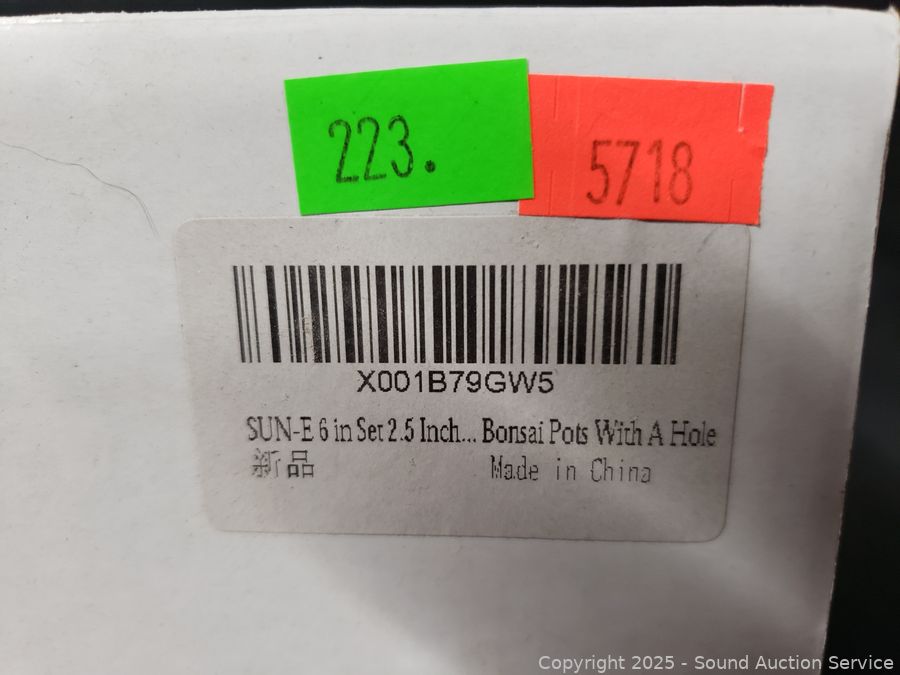 223.
5718
X001B79GW5
SUN-E 6 in Set 2.5 Inch... Bonsai Pots With A Hole
新品
Made in China
Copyright 2025 - Sound Auction Service